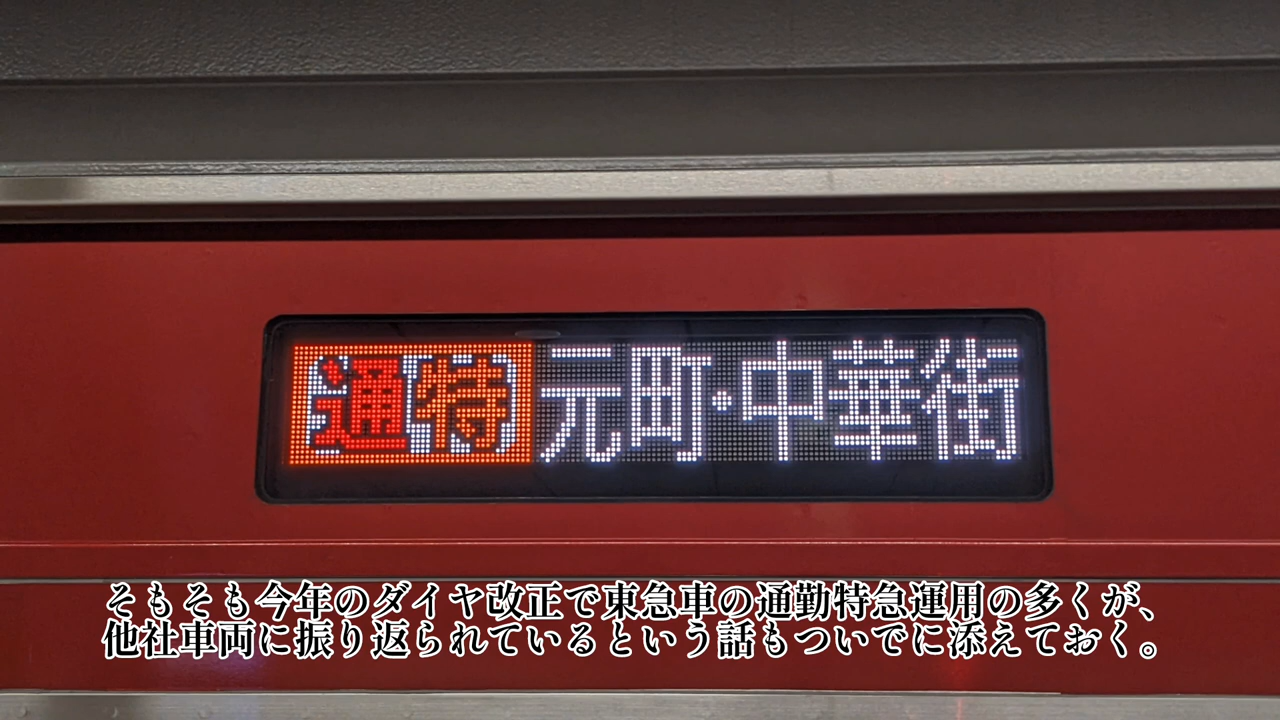 通特 元町・中華街
そもそも今年のダイヤ改正で東急車の通勤特急運用の多くが、
他社車両に振り返られているという話もついでに添えておく。